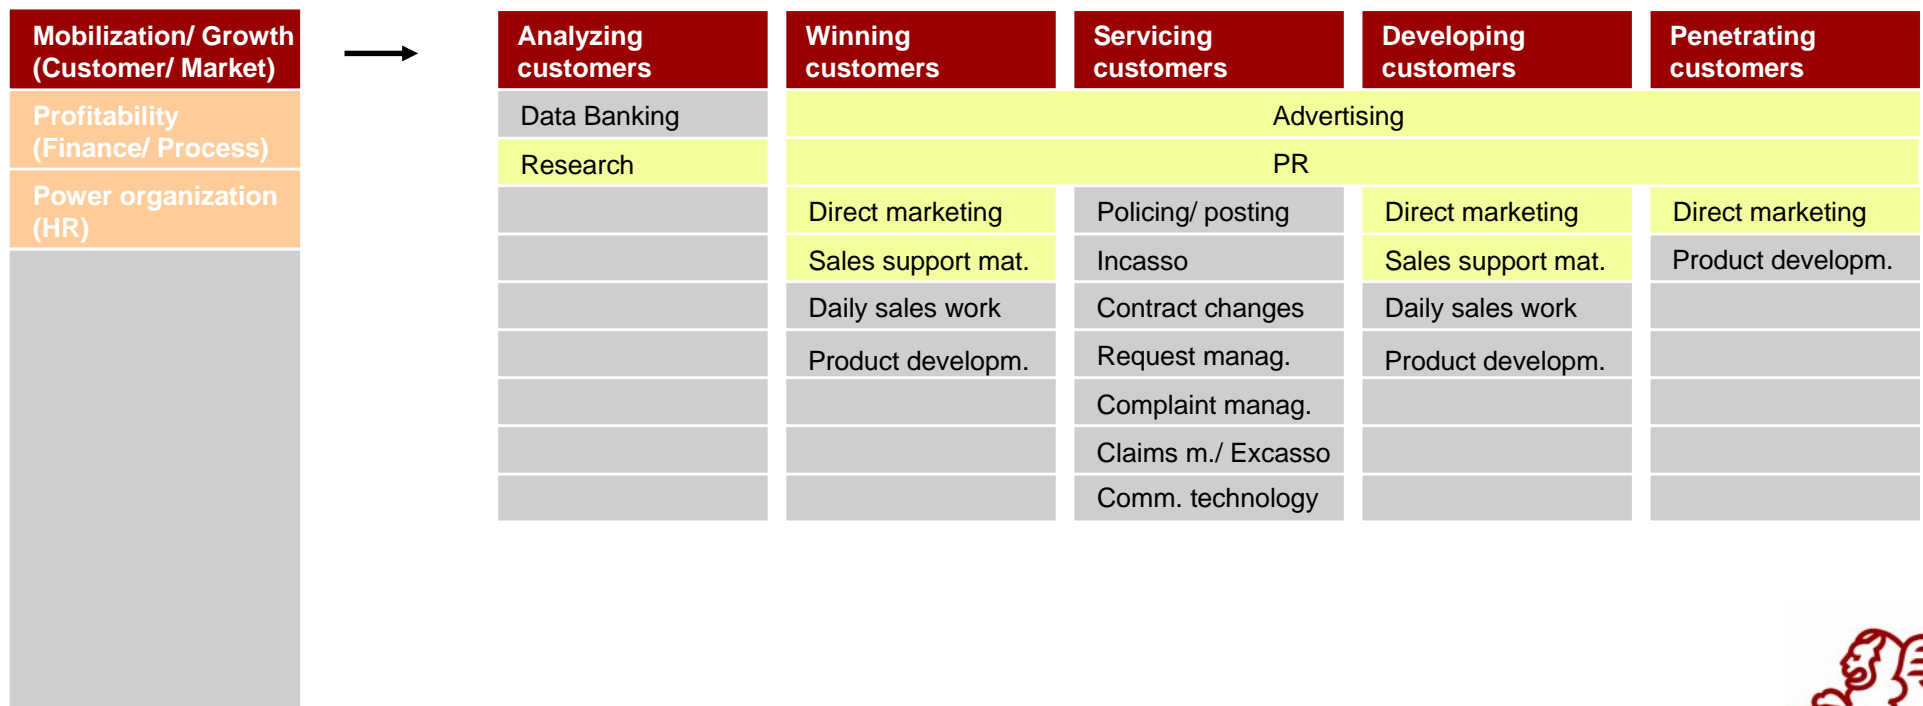 Mobilization/ Growth
(Customer/ Market)
Profitability
(Finance/ Process)
Power organization
(HR)
Analyzing
customers
Winning
customers
Servicing
customers
Developing
customers
Penetrating
customers
Data Banking
Advertising
Research
PR
Direct marketing
Policing/ posting
Direct marketing
Direct marketing
Sales support mat.
Incasso
Sales support mat.
Product developm.
Daily sales work
Contract changes
Daily sales work
Product developm.
Request manag.
Product developm.
Complaint manag.
Claims m./ Excasso
Comm. technology